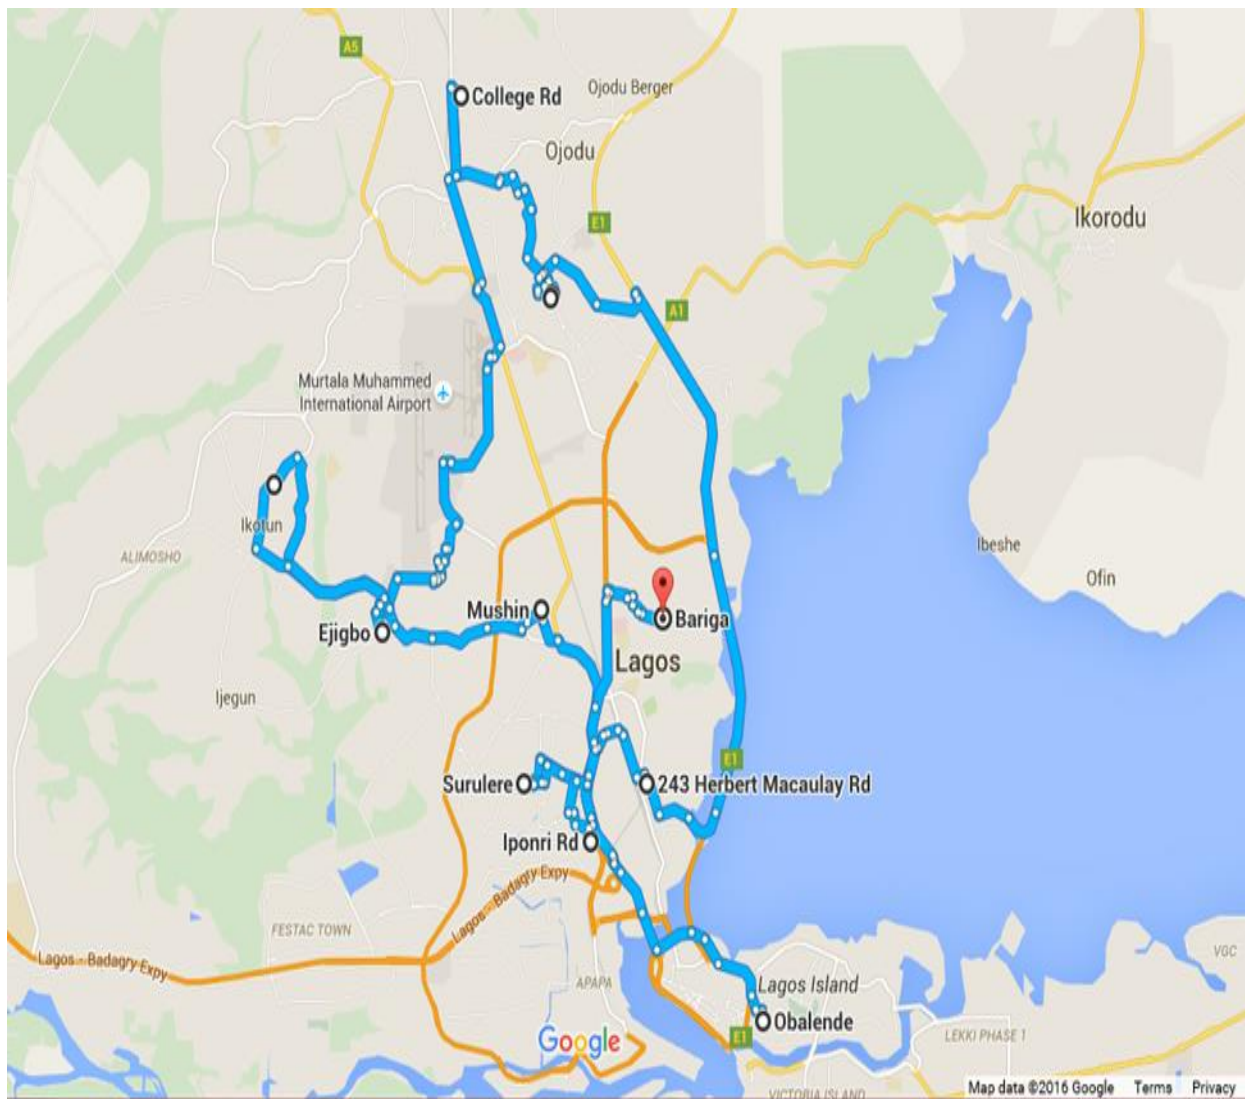 A5
College Rd
Ojodu Berger
Ojodu
E1
Ikorodu
A1
Murtala Muhammed
International Airport
Ikotun
ALIMOSHO
Ibeshe
Ofin
Mushin
Bariga
Ejigbo
Lagos
Ijegun
E1
Surulere
243 Herbert Macaulay Rd
Iponri Rd
Lagos - Badagry Expy
FESTAC TOWN
Lagos - Badagry Expy
VGC
APAPA
Lagos Island
Obalende
E1
LEKKI PHASE 1
Google
VICTORIA ISLAND
Map data ©2016 Google Terms Privacy